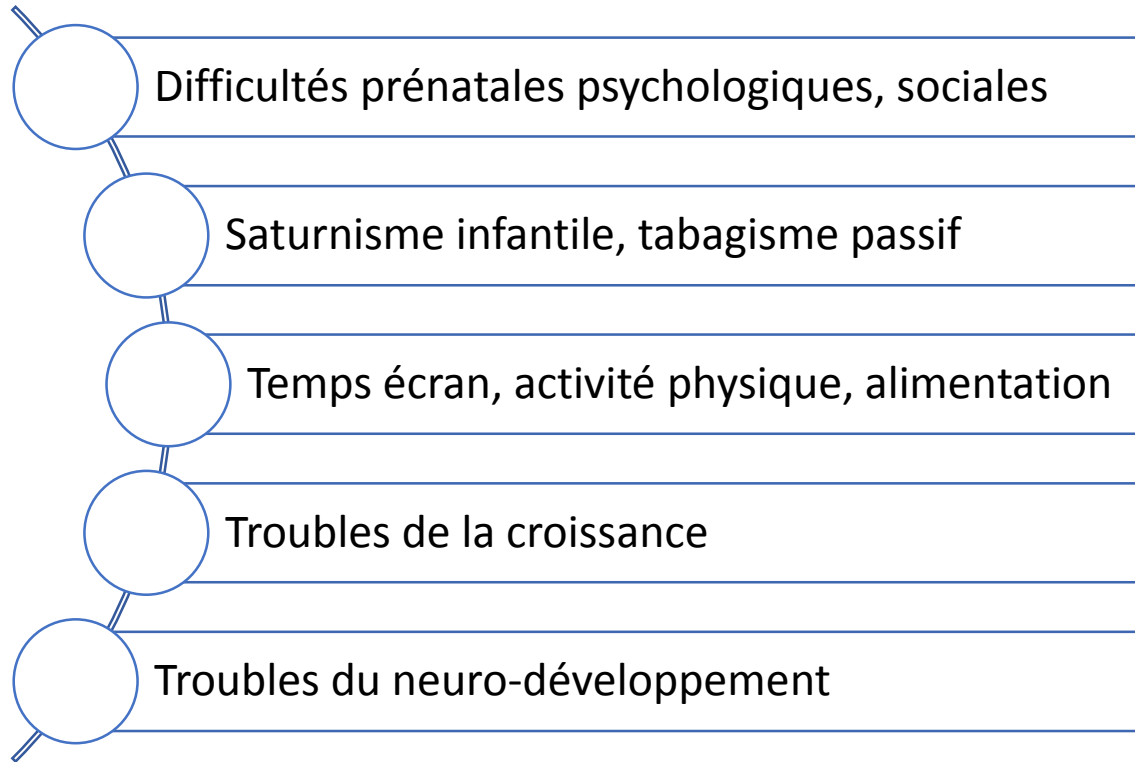 Difficultés prénatales psychologiques, sociales
Saturnisme infantile, tabagisme passif
Temps écran, activité physique, alimentation
Troubles de la croissance
Troubles du neuro-développement